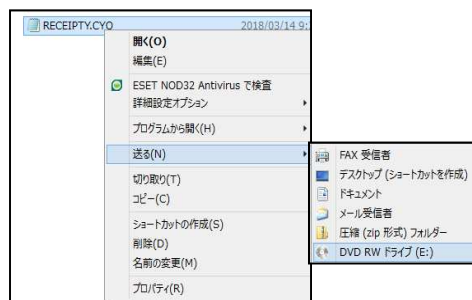 RECEIPTY.CYO 2018/03/14 9:
開く(O)
編集(E)
ESET NOD32 Antivirus で検査
詳細設定オプション
プログラムから開く(H)
送る(N)
切り取り(T)
コピー(C)
ショートカットの作成(S)
削除(D)
名前の変更(M)
プロパティ(R)
FAX 受信者
デスクトップ (ショートカットを作成)
ドキュメント
メール受信者
圧縮 (zip 形式) フォルダー
DVD RW ドライブ (E:)